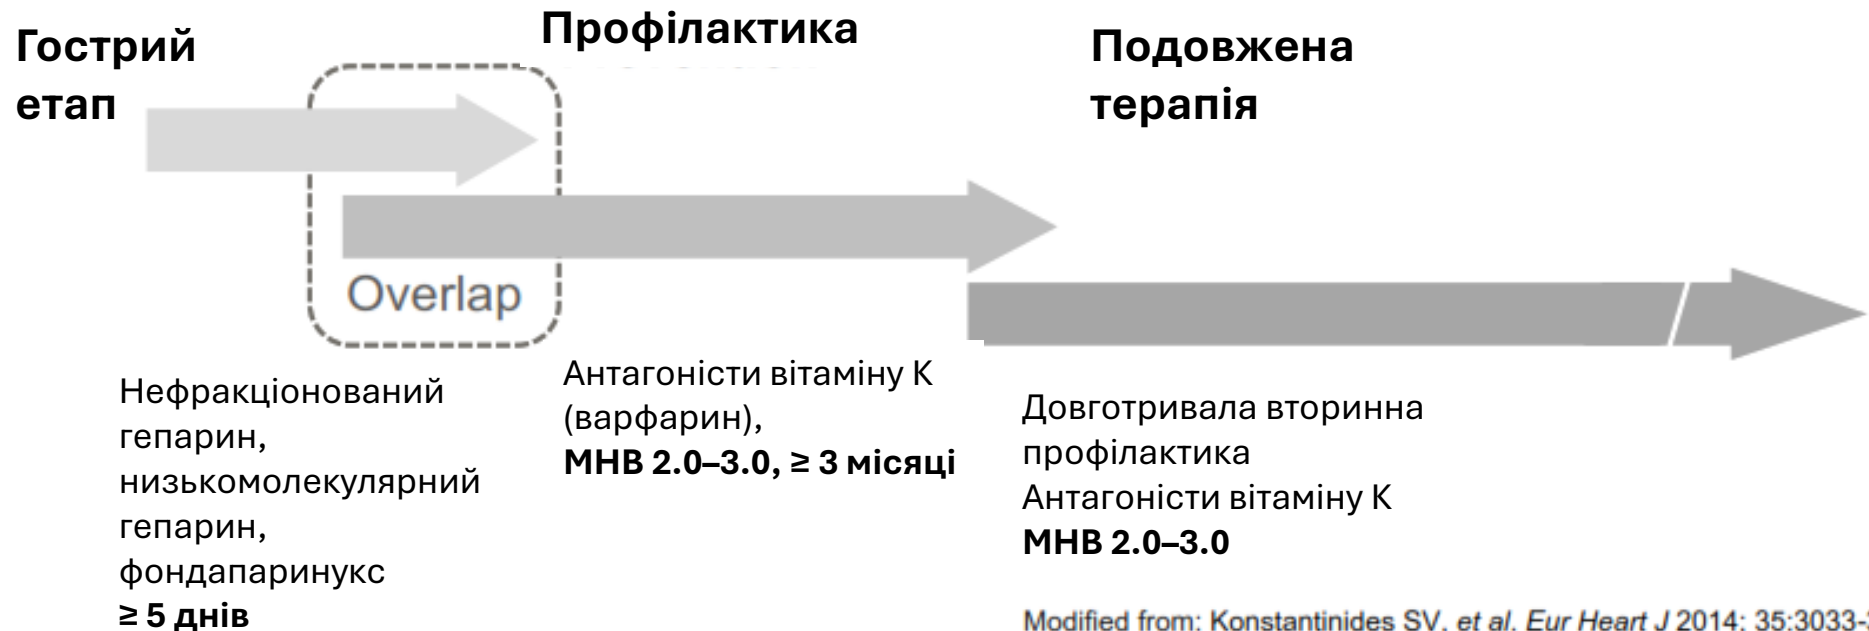 Гострий
етап
Профілактика
Подовжена
терапія
Overlap
Нефракціонований
гепарин,
низькомолекулярний
гепарин,
фондапаринукс
≥ 5 днів
Антагоністи вітаміну К
(варфарин),
МНВ 2.0–3.0, ≥ 3 місяці
Довготривала вторинна
профілактика
Антагоністи вітаміну К
МНВ 2.0–3.0
Modified from: Konstantinides SV, et al. Eur Heart J 2014: 35:3033-